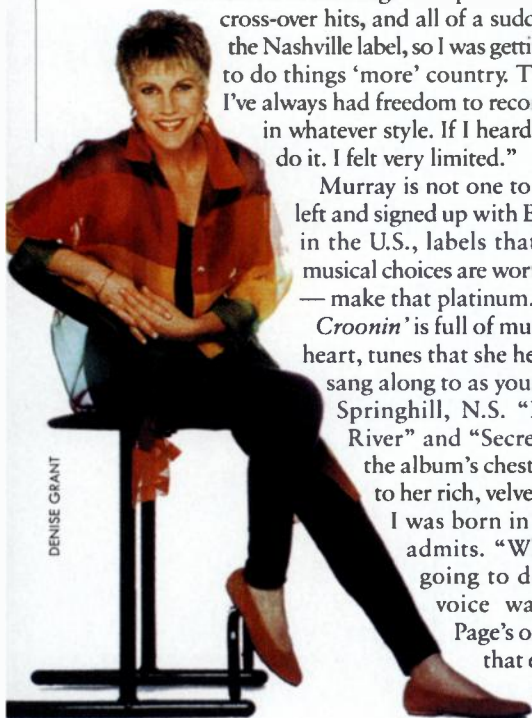 cross-over hits, and all of a sudd
the Nashville label, so I was getti
to do things ‘more’ country. T
I’ve always had freedom to reco
in whatever style. If I heard
do it. I felt very limited.”
Murray is not one to
left and signed up with E
in the U.S., labels that
musical choices are wor
— make that platinum.
Croonin’ is full of mu
heart, tunes that she he
sang along to as you
Springhill, N.S. “
River” and “Secre
the album’s chest
to her rich, velve
I was born in
admits. “W
going to d
voice wa
Page’s o
that
DENISE GRANT